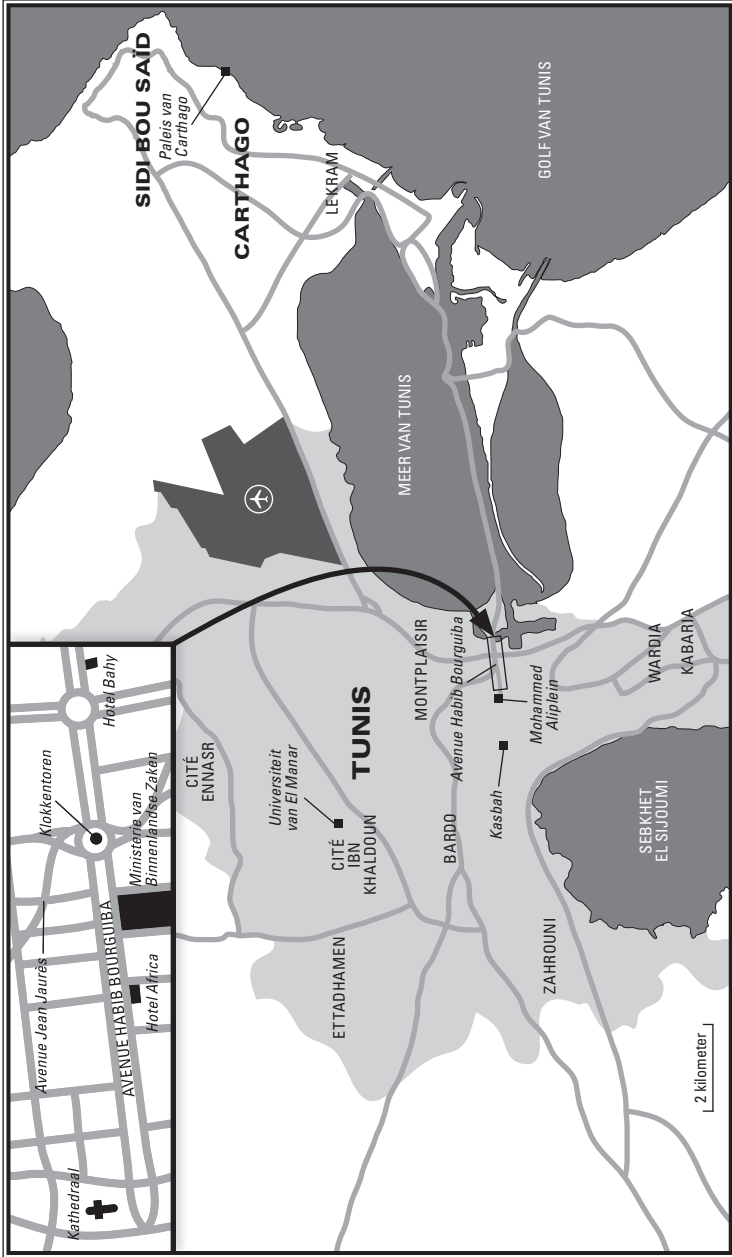 Kathedraal
Avenue Jean Jaurès
Klokkentoren
AVENUE HABIB BOURGUIBA
Hotel Africa
Ministerie van
Binnenlandse Zaken
Hotel Bahy
SIDI BOU SAÏD
Paleis van
Carthago
CARTHAGO
LE KRAM
GOLF VAN TUNIS
MEER VAN TUNIS
CITÉ
ENNASR
Universiteit
van El Manar
TUNIS
CITÉ
IBN
KHALDOUN
ETTADHAMEN
MONTPLAISIR
BARDO
Avenue Habib Bourguiba
Kasbah
Mohammed
Aliplein
ZAHROUNI
SEBKHET
EL SIJOUMI
WARDIA
KABARIA
2 kilometer